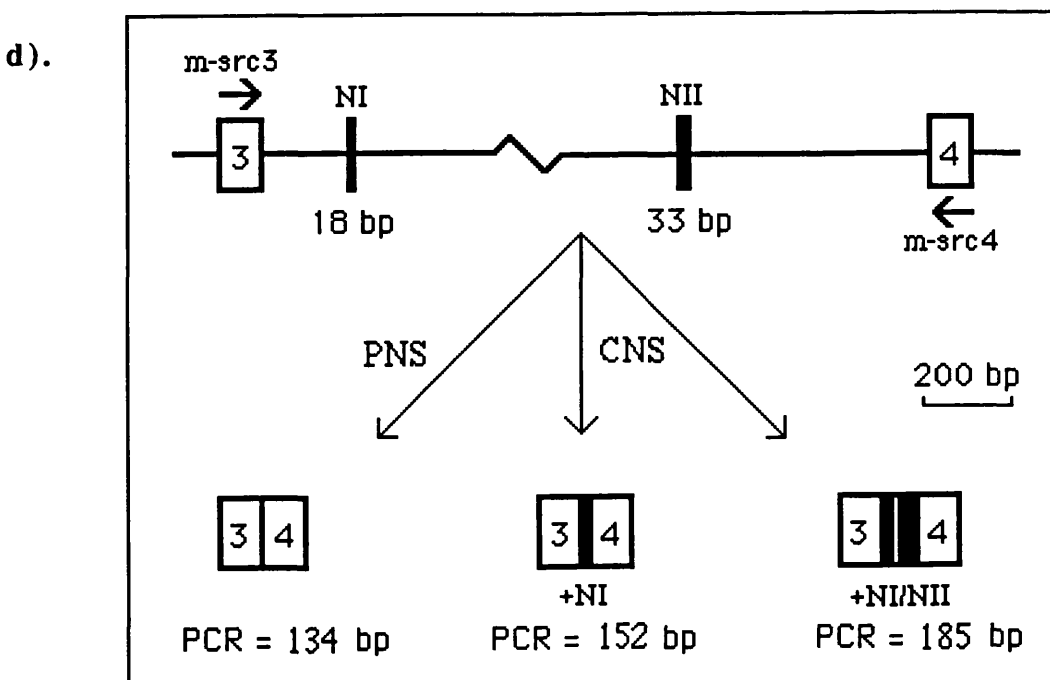 d).
m-src3
NI
NII
3
4
18 bp
33 bp
m-src4
PNS
CNS
200 bp
3 4
3 4
3 4
+NI
+NI/NII
PCR = 134 bp
PCR = 152 bp
PCR = 185 bp